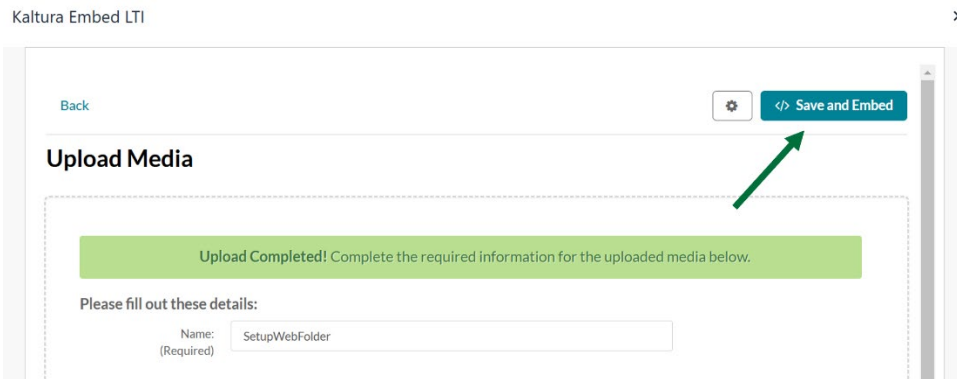 Kaltura Embed LTI
Back
</> Save and Embed
Upload Media
Upload Completed! Complete the required information for the uploaded media below.
Please fill out these details:
Name:
(Required)
SetupWebFolder